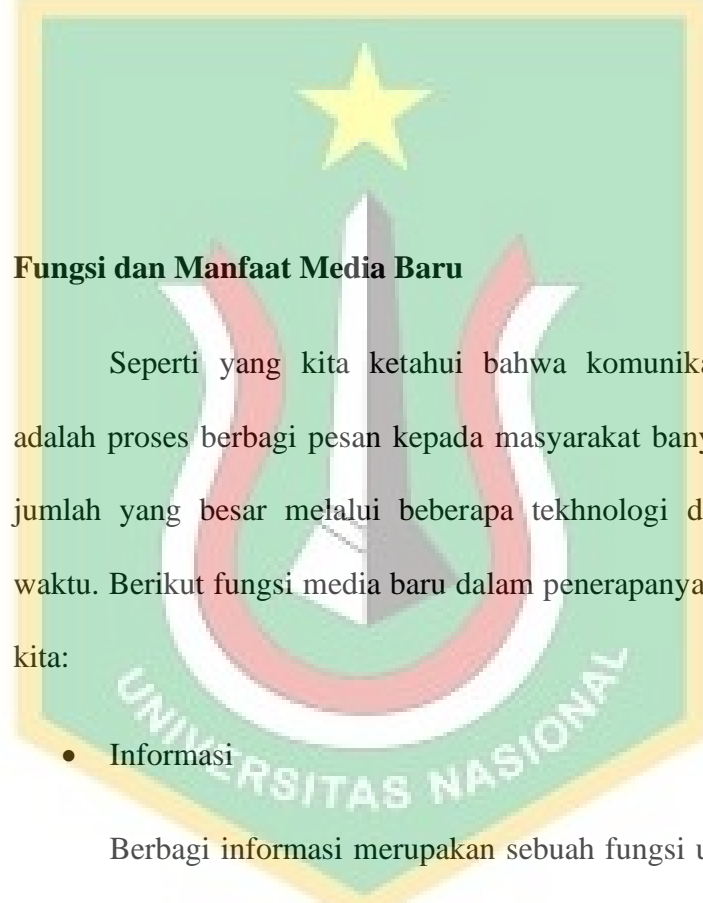 Fungsi dan Manfaat Media Baru
Seperti yang kita ketahui bahwa
adalah proses berbagi pesan kepada masyarakat
jumlah yang besar melalui beberapa tekhnologi
waktu. Berikut fungsi media baru dalam penerapanya
kita:
• Informasi
Berbagi informasi merupakan sebuah fungsi
UNIVERSITAS NASIONAL